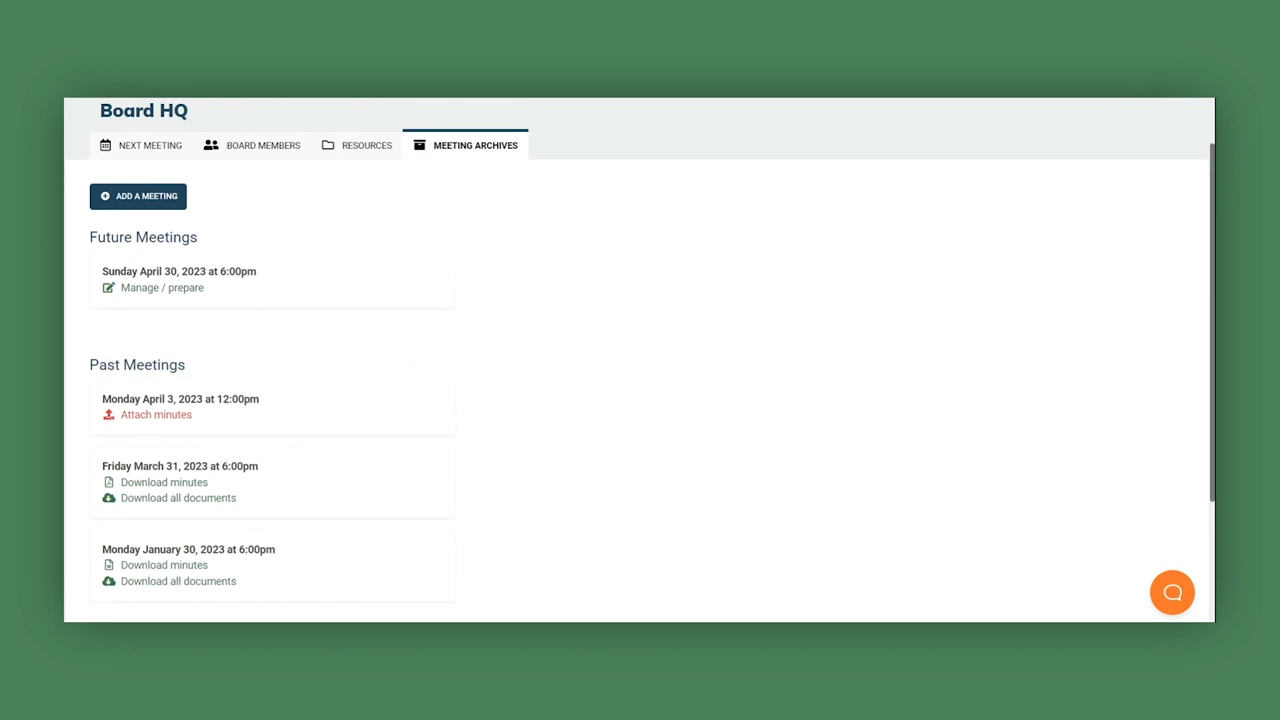 Board HQ
NEXT MEETING BOARD MEMBERS RESOURCES MEETING ARCHIVES
ADD A MEETING
Future Meetings
Sunday April 30, 2023 at 6:00pm
Manage / prepare
Past Meetings
Monday April 3, 2023 at 12:00pm
Attach minutes
Friday March 31, 2023 at 6:00pm
Download minutes
Download all documents
Monday January 30, 2023 at 6:00pm
Download minutes
Download all documents